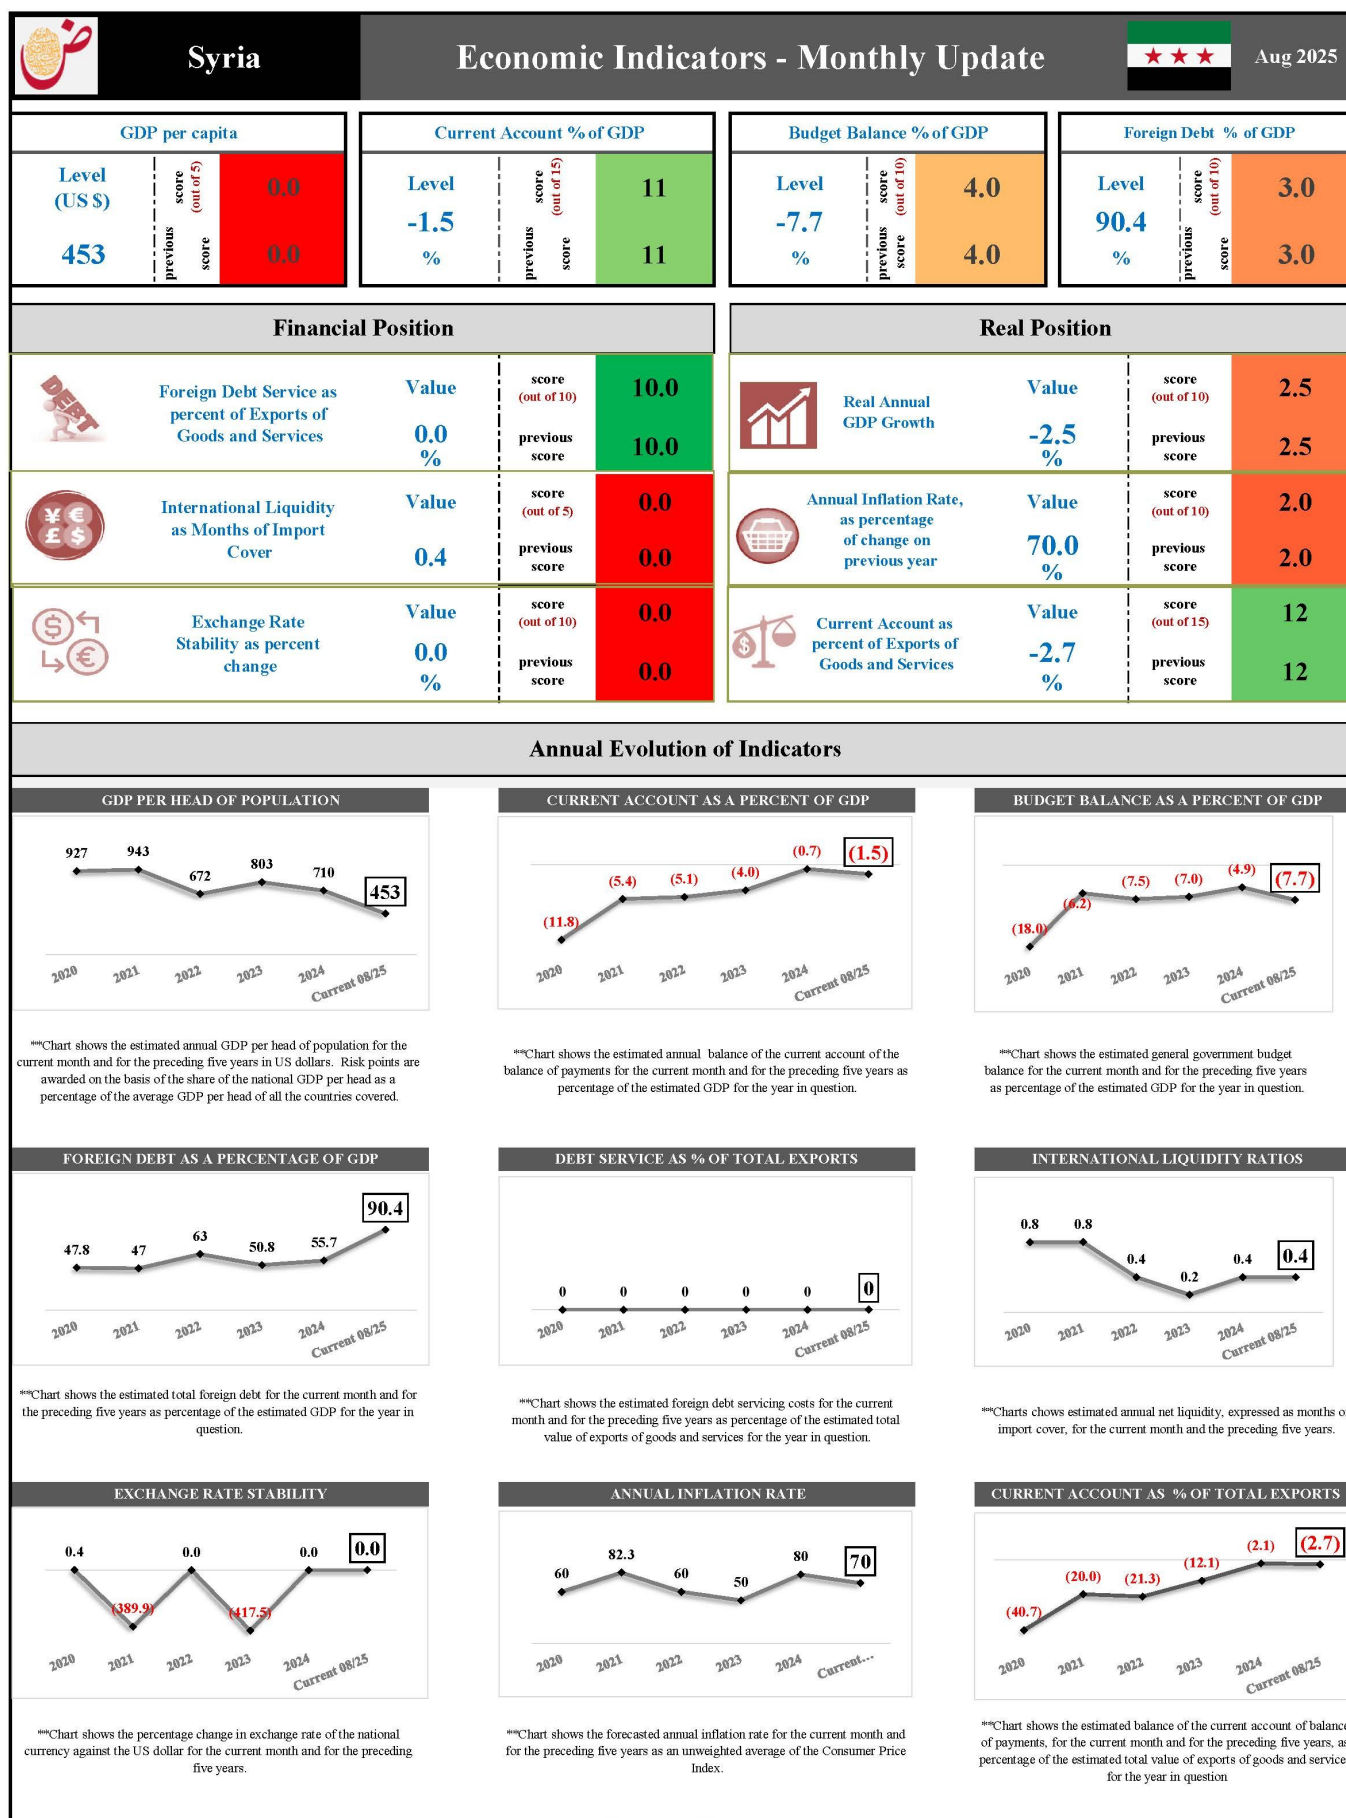 Syria
Economic Indicators - Monthly Update
Aug 2025
GDP per capita
Level
(US $)
453
score
(out of 5)
previous
score
0.0
0.0
Current Account % of GDP
Level
-1.5
%
score
(out of 15)
previous
score
11
11
Budget Balance % of GDP
Level
-7.7
%
score
(out of 10)
previous
score
4.0
4.0
Foreign Debt % of GDP
Level
90.4
%
score
(out of 10)
previous
score
3.0
3.0
Financial Position
DEBT
Foreign Debt Service as
percent of Exports of
Goods and Services
Value
0.0
%
score
(out of 10)
previous
score
10.0
10.0
¥ €
£ $
International Liquidity
as Months of Import
Cover
Value
0.4
score
(out of 5)
previous
score
0.0
0.0
$
€
Exchange Rate
Stability as percent
change
Value
0.0
%
score
(out of 10)
previous
score
0.0
0.0
Real Position
Real Annual
GDP Growth
Value
-2.5
%
score
(out of 10)
previous
score
2.5
2.5
Annual Inflation Rate,
as percentage
of change on
previous year
Value
70.0
%
score
(out of 10)
previous
score
2.0
2.0
$
Current Account as
percent of Exports of
Goods and Services
Value
-2.7
%
score
(out of 15)
previous
score
12
12
Annual Evolution of Indicators
GDP PER HEAD OF POPULATION
927
943
672
803
710
453
2020
2021
2022
2023
2024
Current 08/25
**Chart shows the estimated annual GDP per head of population for the
current month and for the preceding five years in US dollars. Risk points are
awarded on the basis of the share of the national GDP per head as a
percentage of the average GDP per head of all the countries covered.
CURRENT ACCOUNT AS A PERCENT OF GDP
(11.8)
(5.4)
(5.1)
(4.0)
(0.7)
(1.5)
2020
2021
2022
2023
2024
Current 08/25
**Chart shows the estimated annual balance of the current account of the
balance of payments for the current month and for the preceding five years as
percentage of the estimated GDP for the year in question.
BUDGET BALANCE AS A PERCENT OF GDP
(18.0)
(6.2)
(7.5)
(7.0)
(4.9)
(7.7)
2020
2021
2022
2023
2024
Current 08/25
**Chart shows the estimated general government budget
balance for the current month and for the preceding five years
as percentage of the estimated GDP for the year in question.
FOREIGN DEBT AS A PERCENTAGE OF GDP
47.8
47
63
50.8
55.7
90.4
2020
2021
2022
2023
2024
Current 08/25
**Chart shows the estimated total foreign debt for the current month and for
the preceding five years as percentage of the estimated GDP for the year in
question.
DEBT SERVICE AS % OF TOTAL EXPORTS
0
0
0
0
0
0
2020
2021
2022
2023
2024
Current 08/25
**Chart shows the estimated foreign debt servicing costs for the current
month and for the preceding five years as percentage of the estimated total
value of exports of goods and services for the year in question.
INTERNATIONAL LIQUIDITY RATIOS
0.8
0.8
0.4
0.2
0.4
0.4
2020
2021
2022
2023
2024
Current 08/25
**Charts chows estimated annual net liquidity, expressed as months o
import cover, for the current month and the preceding five years.
EXCHANGE RATE STABILITY
0.4
(389.9)
0.0
(417.5)
0.0
0.0
2020
2021
2022
2023
2024
Current 08/25
**Chart shows the percentage change in exchange rate of the national
currency against the US dollar for the current month and for the preceding
five years.
ANNUAL INFLATION RATE
60
82.3
60
50
80
70
2020
2021
2022
2023
2024
Current...
**Chart shows the forecasted annual inflation rate for the current month and
for the preceding five years as an unweighted average of the Consumer Price
Index.
CURRENT ACCOUNT AS % OF TOTAL EXPORTS
(40.7)
(20.0)
(21.3)
(12.1)
(2.1)
(2.7)
2020
2021
2022
2023
2024
Current 08/25
**Chart shows the estimated balance of the current account of balance
of payments, for the current month and for the preceding five years, as
percentage of the estimated total value of exports of goods and service
for the year in question